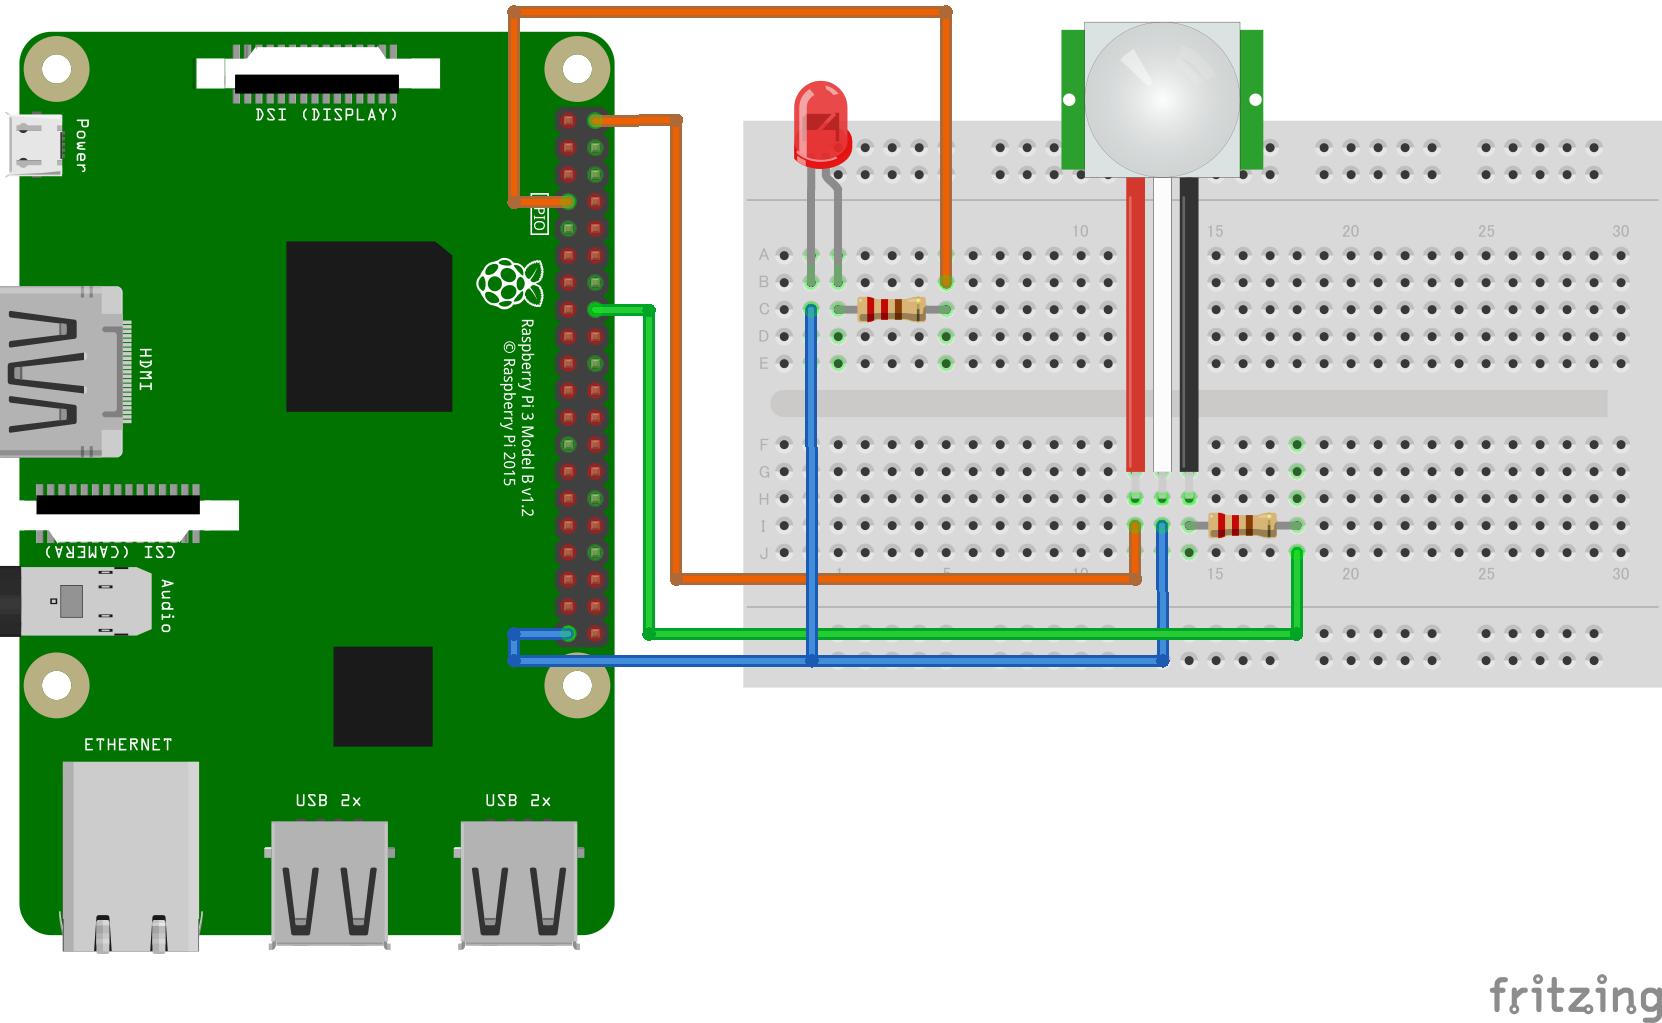 DSI (DISPLAY)
Power
PIO
HDMI
Raspberry Pi 3 Model B v1.2
© Raspberry Pi 2015
CSI (CAMERA)
Audio
ETHERNET
USB 2x
USB 2x
10 15 20 25 30
A
B
C
D
E
F
G
H
I
J
1 5 10 15 20 25 30
fritzing